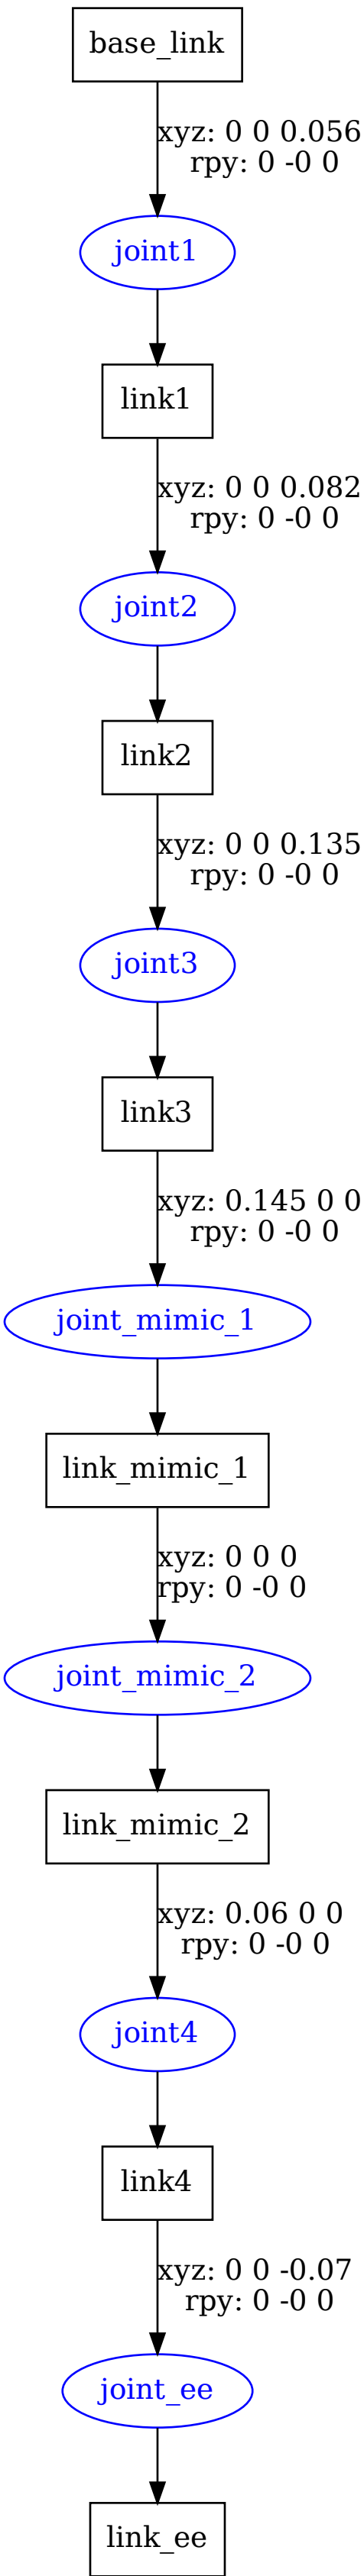 base_link
xyz: 0 0 0.056
rpy: 0 -0 0
joint1
link1
xyz: 0 0 0.082
rpy: 0 -0 0
joint2
link2
xyz: 0 0 0.135
rpy: 0 -0 0
joint3
link3
xyz: 0.145 0 0
rpy: 0 -0 0
joint_mimic_1
link_mimic_1
xyz: 0 0 0
rpy: 0 -0 0
joint_mimic_2
link_mimic_2
xyz: 0.06 0 0
rpy: 0 -0 0
joint4
link4
xyz: 0 0 -0.07
rpy: 0 -0 0
joint_ee
link_ee